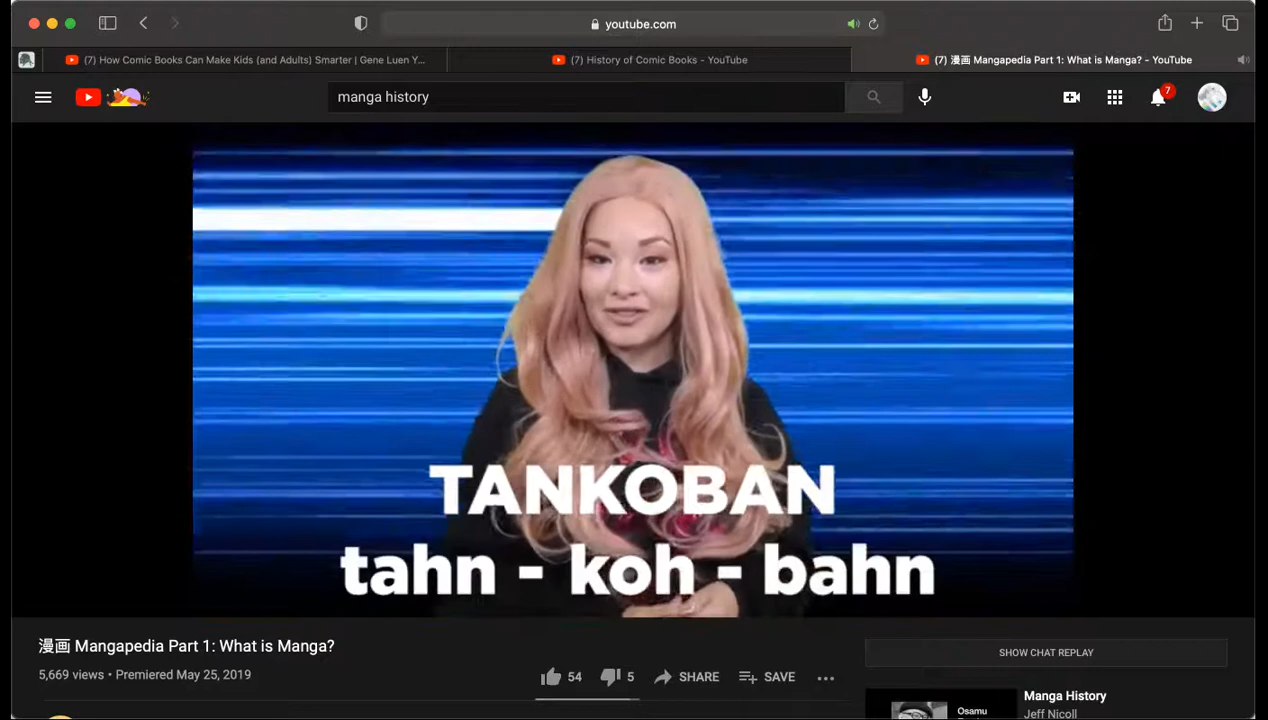 youtube.com
(7) How Comic Books Can Make Kids (and Adults) Smarter | Gene Luen Y...
(7) History of Comic Books - YouTube
(7) 漫画 Mangapedia Part 1: What is Manga? - YouTube
manga history
7
TANKOBAN
tahn - koh - bahn
漫画 Mangapedia Part 1: What is Manga?
5,669 views • Premiered May 25, 2019
54
5
SHARE
SAVE
SHOW CHAT REPLAY
Osamu
Manga History
Jeff Nicoll